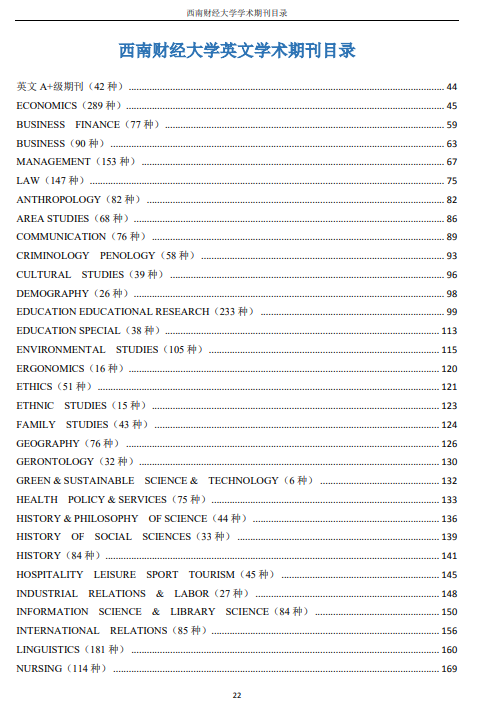 西南财经大学学术期刊目录
西南财经大学英文学术期刊目录
英文 A+级期刊（42 种）44
ECONOMICS（289 种）45
BUSINESS FINANCE（77 种）59
BUSINESS（90 种）63
MANAGEMENT（153 种）67
LAW（147 种）75
ANTHROPOLOGY（82 种）82
AREA STUDIES（68 种）86
COMMUNICATION（76 种）89
CRIMINOLOGY PENOLOGY（58 种）93
CULTURAL STUDIES（39 种）96
DEMOGRAPHY（26 种）98
EDUCATION EDUCATIONAL RESEARCH（233 种）99
EDUCATION SPECIAL（38 种）113
ENVIRONMENTAL STUDIES（105 种）115
ERGONOMICS（16 种）120
ETHICS（51 种）121
ETHNIC STUDIES（15 种）123
FAMILY STUDIES（43 种）124
GEOGRAPHY（76 种）126
GERONTOLOGY（32 种）130
GREEN & SUSTAINABLE SCIENCE & TECHNOLOGY（6 种）132
HEALTH POLICY & SERVICES（75 种）133
HISTORY & PHILOSOPHY OF SCIENCE（44 种）136
HISTORY OF SOCIAL SCIENCES（33 种）139
HISTORY（84 种）141
HOSPITALITY LEISURE SPORT TOURISM（45 种）145
INDUSTRIAL RELATIONS & LABOR（27 种）148
INFORMATION SCIENCE & LIBRARY SCIENCE（84 种）150
INTERNATIONAL RELATIONS（85 种）156
LINGUISTICS（181 种）160
NURSING（114 种）169
22